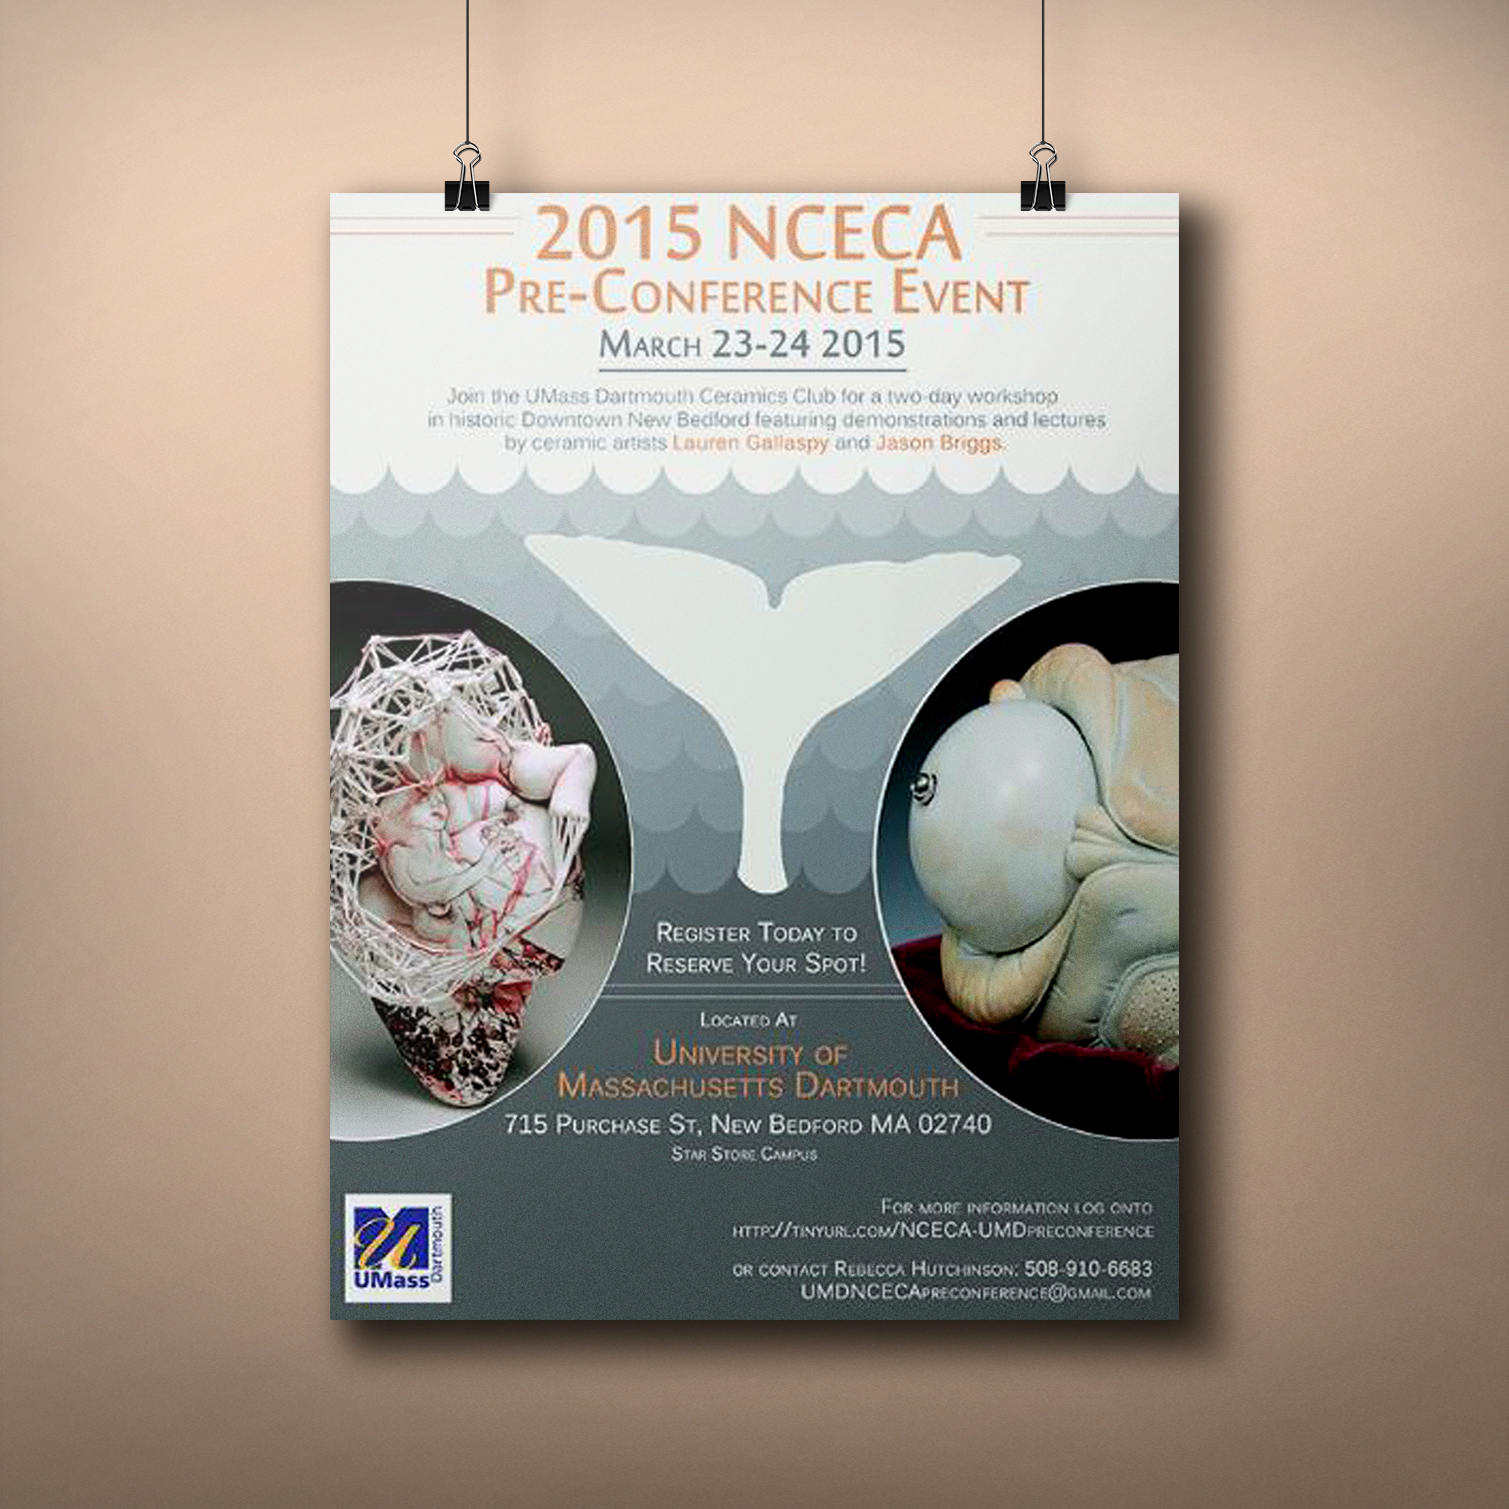 2015 NCECA
Pre-Conference Event
March 23-24 2015
Join the UMass Dartmouth Ceramics Club for a two-day workshop
in historic Downtown New Bedford featuring demonstrations and lectures
by ceramic artists Lauren Gallaspy and Jason Briggs.
Register Today to
Reserve Your Spot!
Located At
University of
Massachusetts Dartmouth
715 Purchase St, New Bedford MA 02740
Star Store Campus
For more information log onto
http://tinyurl.com/NCECA-UMDpreconference
or contact Rebecca Hutchinson: 508-910-6683
UMDNCECApreconference@gmail.com
UMass
Dartmouth